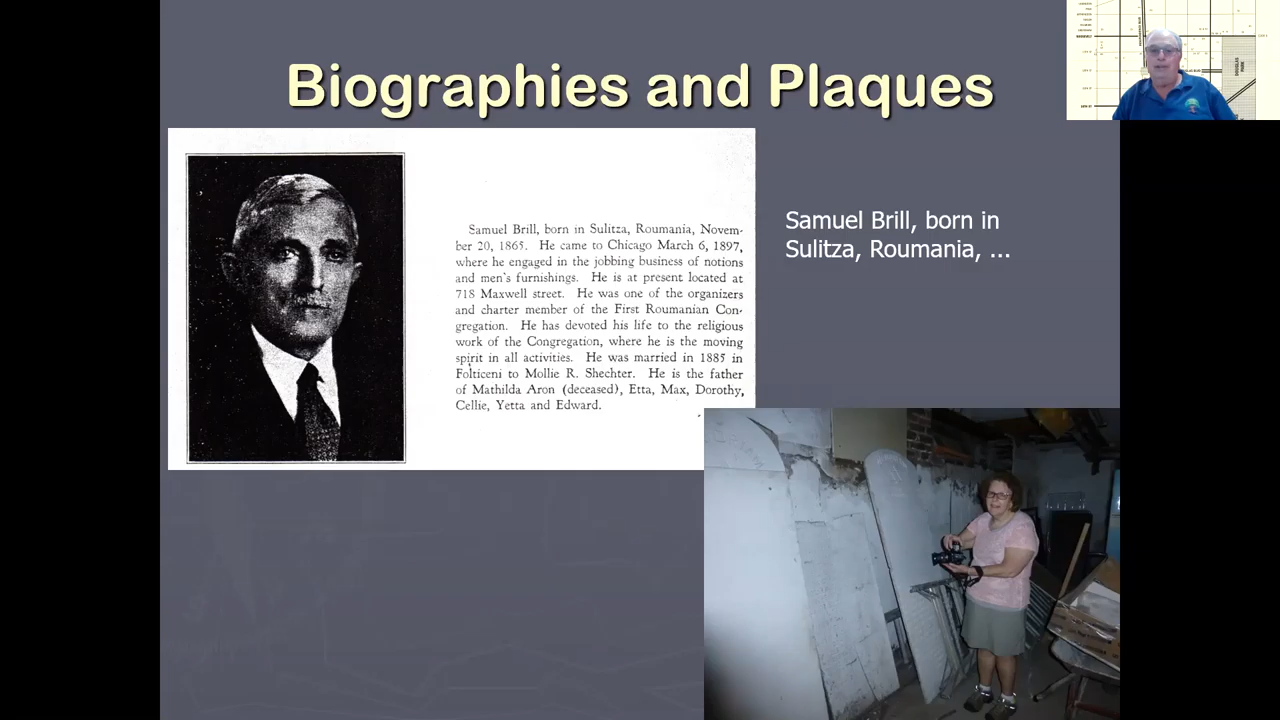 Biographies and Plaques
Samuel Brill, born in Sulitza, Roumania, Novem-
ber 20, 1865. He came to Chicago March 6, 1897,
where he engaged in the jobbing business of notions
and men's furnishings. He is at present located at
718 Maxwell street. He was one of the organizers
and charter member of the First Roumanian Con-
gregation. He has devoted his life to the religious
work of the Congregation, where he is the moving
spirit in all activities. He was married in 1885 in
Folticeni to Mollie R. Shechter. He is the father
of Mathilda Aron (deceased), Etta, Max, Dorothy,
Cellie, Yetta and Edward.
Samuel Brill, born in
Sulitza, Roumania, ...
DOUGLAS
PARK